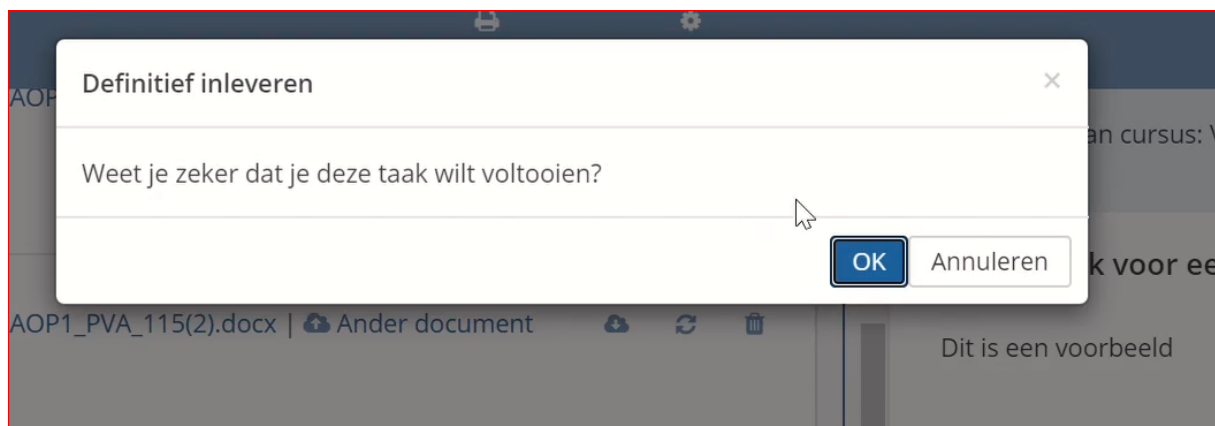 Definitief inleveren
×
AOP
an cursus:
Weet je zeker dat je deze taak wilt voltooien?
OK
Annuleren
k voor ee
AOP1_PVA_115(2).docx | Ander document
Dit is een voorbeeld